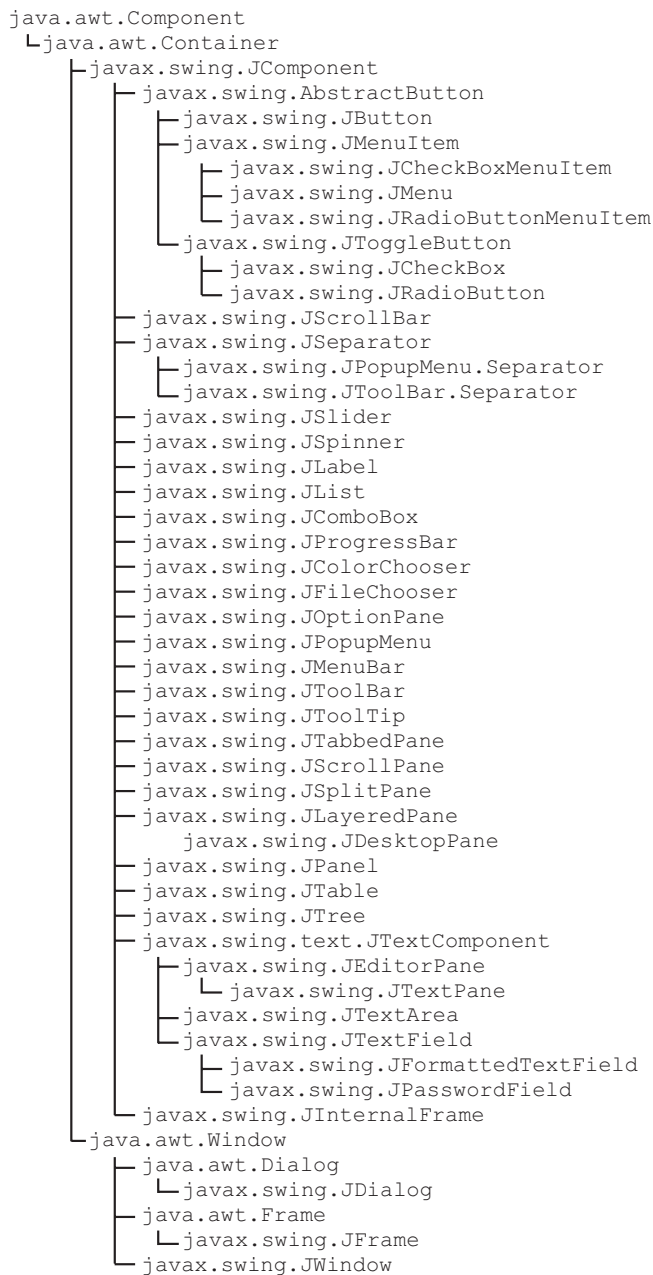 java.awt.Component
java.awt.Container
javax.swing.JComponent
javax.swing.AbstractButton
javax.swing.JButton
javax.swing.JMenuItem
javax.swing.JCheckBoxMenuItem
javax.swing.JMenu
javax.swing.JRadioButtonMenuItem
javax.swing.JToggleButton
javax.swing.JCheckBox
javax.swing.JRadioButton
javax.swing.JScrollBar
javax.swing.JSeparator
javax.swing.JPopupMenu.Separator
javax.swing.JToolBar.Separator
javax.swing.JSlider
javax.swing.JSpinner
javax.swing.JLabel
javax.swing.JList
javax.swing.JComboBox
javax.swing.JProgressBar
javax.swing.JColorChooser
javax.swing.JFileChooser
javax.swing.JOptionPane
javax.swing.JPopupMenu
javax.swing.JMenuBar
javax.swing.JToolBar
javax.swing.JToolTip
javax.swing.JTabbedPane
javax.swing.JScrollPane
javax.swing.JSplitPane
javax.swing.JLayeredPane
javax.swing.JDesktopPane
javax.swing.JPanel
javax.swing.JTable
javax.swing.JTree
javax.swing.text.JTextComponent
javax.swing.JEditorPane
javax.swing.JTextPane
javax.swing.JTextArea
javax.swing.JTextField
javax.swing.JFormattedTextField
javax.swing.JPasswordField
javax.swing.JInternalFrame
java.awt.Window
java.awt.Dialog
javax.swing.JDialog
java.awt.Frame
javax.swing.JFrame
javax.swing.JWindow